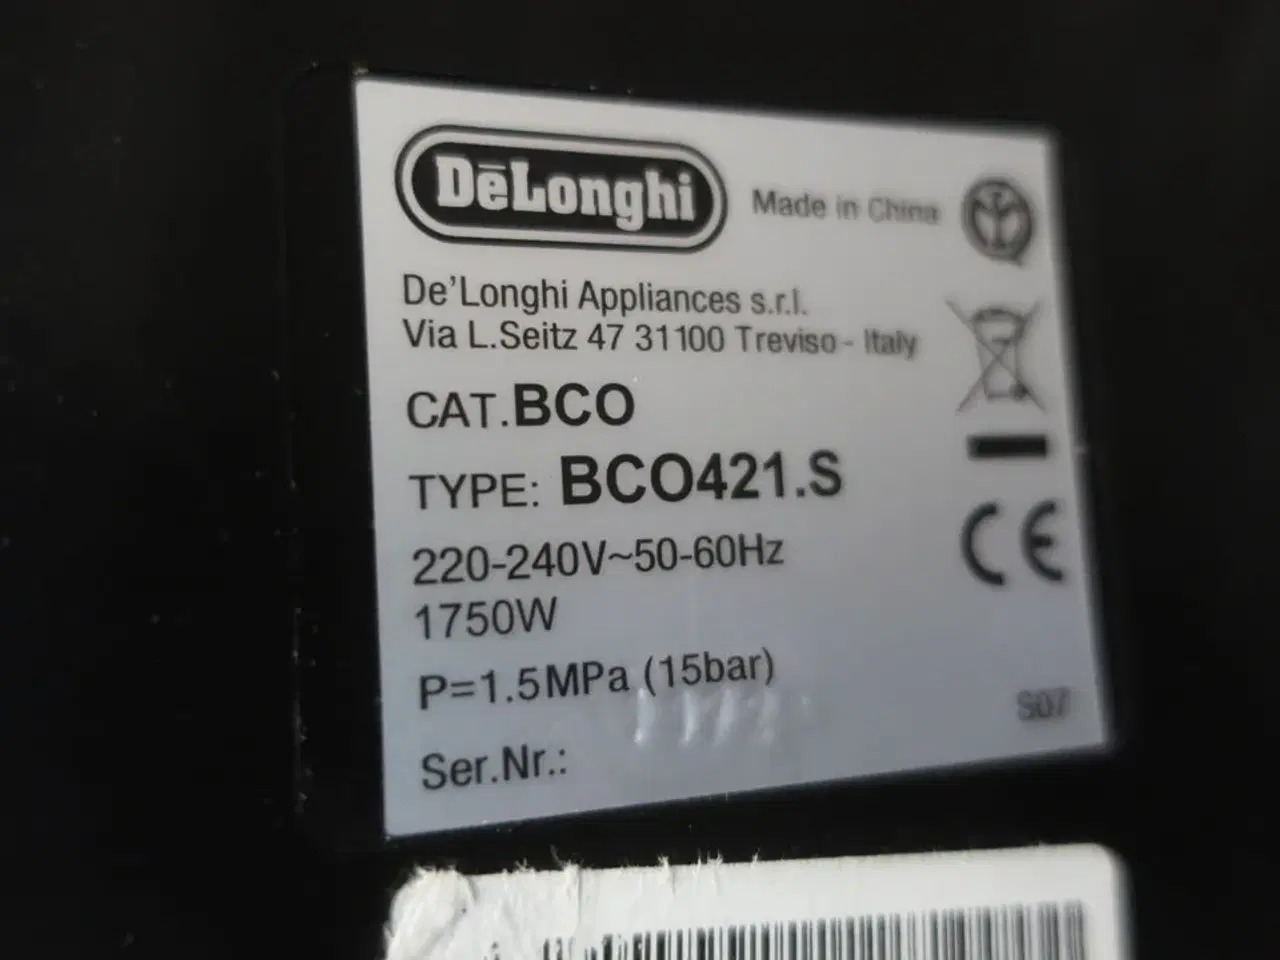 DēLonghi
Made in China
De'Longhi Appliances s.r.l.
Via L.Seitz 47 31100 Treviso - Italy
CAT.BCO
TYPE: BCO421.S
220-240V~50-60Hz
1750W
P=1.5MPa (15bar)
S07
Ser.Nr.:
CE